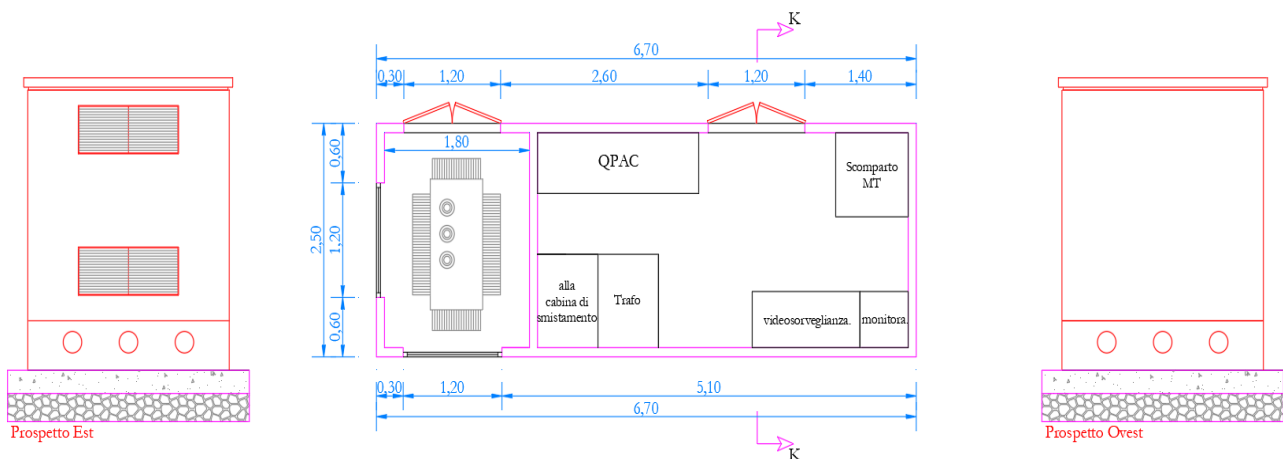 K
6,70
0,30
1,20
2,60
1,20
1,40
0,60
1,20
0,60
2,50
1,80
QPAC
Scomparto
MT
alla
cabina di
smistamento
Trafo
videosorveglianza.
monitora.
0,30
1,20
5,10
6,70
K
Prospetto Est
Prospetto Ovest